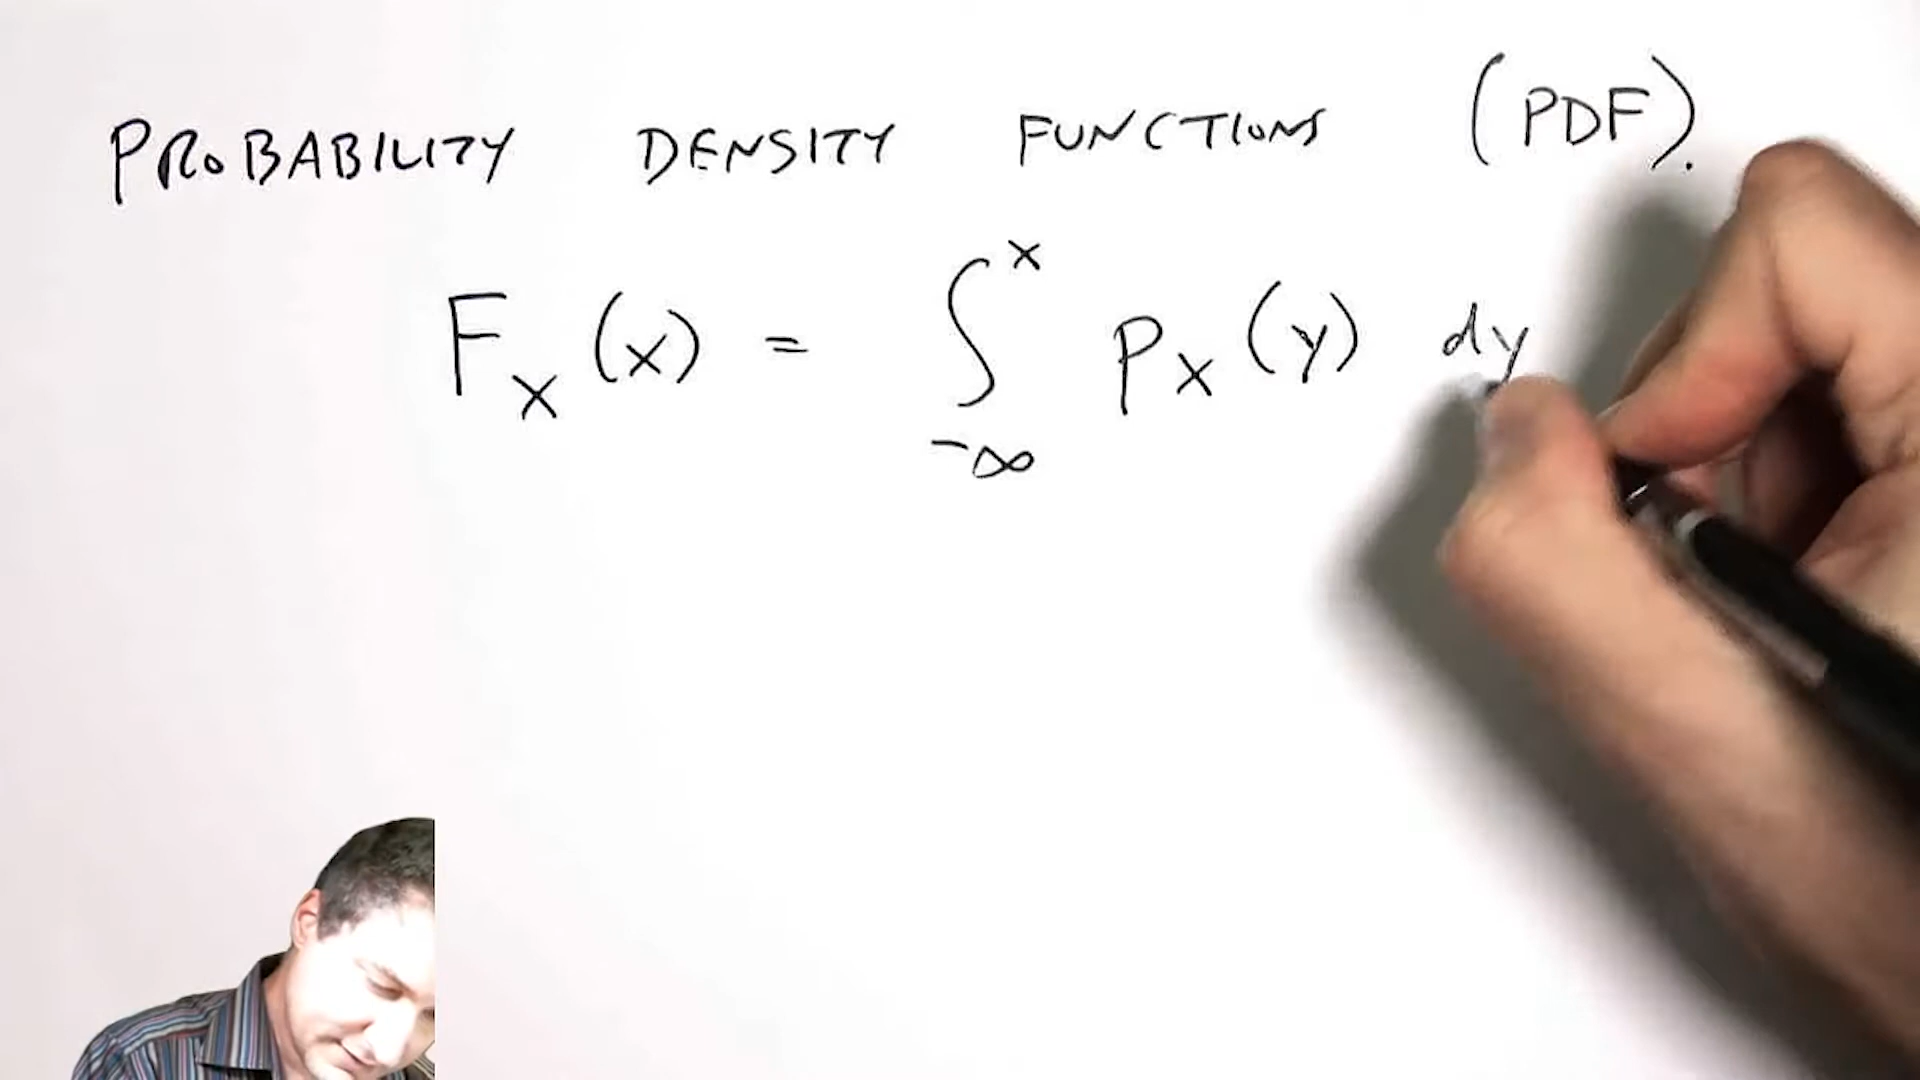 PROBABILITY DENSITY FUNCTIONS (PDF).
F_X (x) = ∫_{-∞}^{x} p_X (y) dy